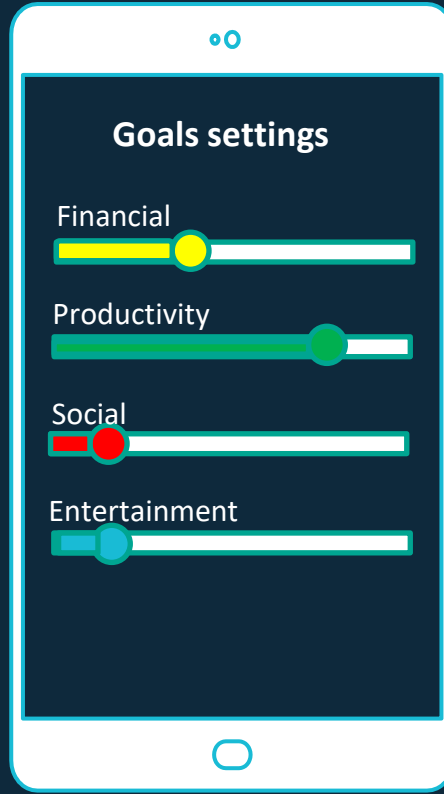 Goals settings
Financial
Productivity
Social
Entertainment